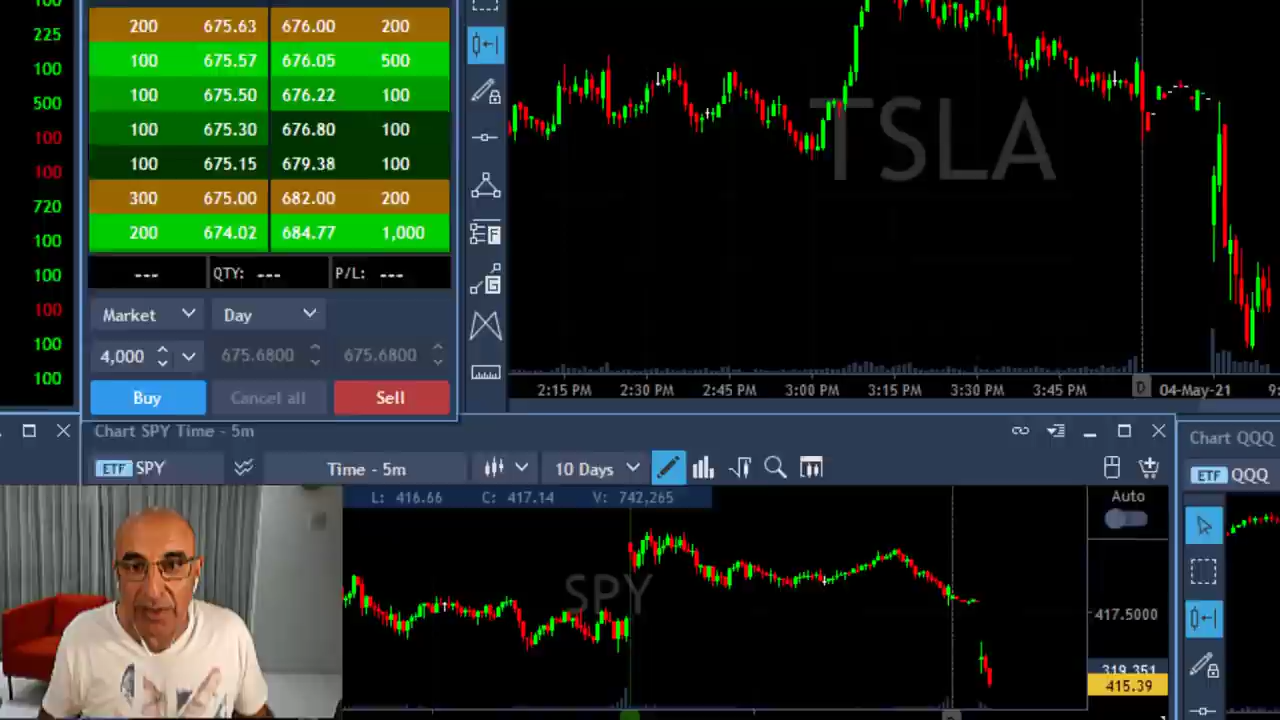 225
100
500
100
100
720
100
100
100
100
100
200 675.63 676.00 200
100 675.57 676.05 500
100 675.50 676.22 100
100 675.30 676.80 100
100 675.15 679.38 100
300 675.00 682.00 200
200 674.02 684.77 1,000
--- QTY: --- P/L: ---
Market Day
4,000 675.6800 675.6800
Buy Cancel all Sell
F
G
TSLA
2:15 PM 2:30 PM 2:45 PM 3:00 PM 3:15 PM 3:30 PM 3:45 PM D 04-May-21
Chart SPY Time - 5m
ETF SPY Time - 5m 10 Days
L: 416.66 C: 417.14 V: 742,265
Auto
SPY
417.5000
319,351
415.39
Chart QQQ
ETF QQQ